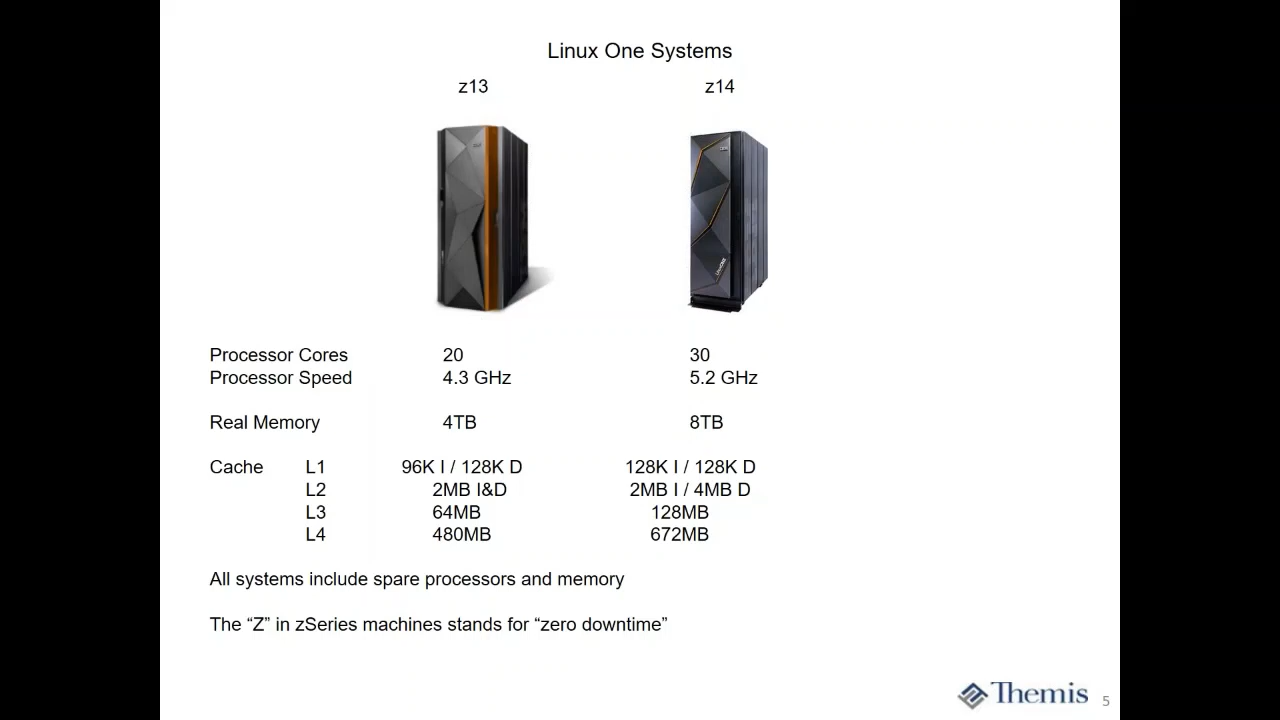 Linux One Systems
z13 z14
Processor Cores 20 30
Processor Speed 4.3 GHz 5.2 GHz
Real Memory 4TB 8TB
Cache L1 96K I / 128K D 128K I / 128K D
L2 2MB I&D 2MB I / 4MB D
L3 64MB 128MB
L4 480MB 672MB
All systems include spare processors and memory
The “Z” in zSeries machines stands for “zero downtime”
Themis 5